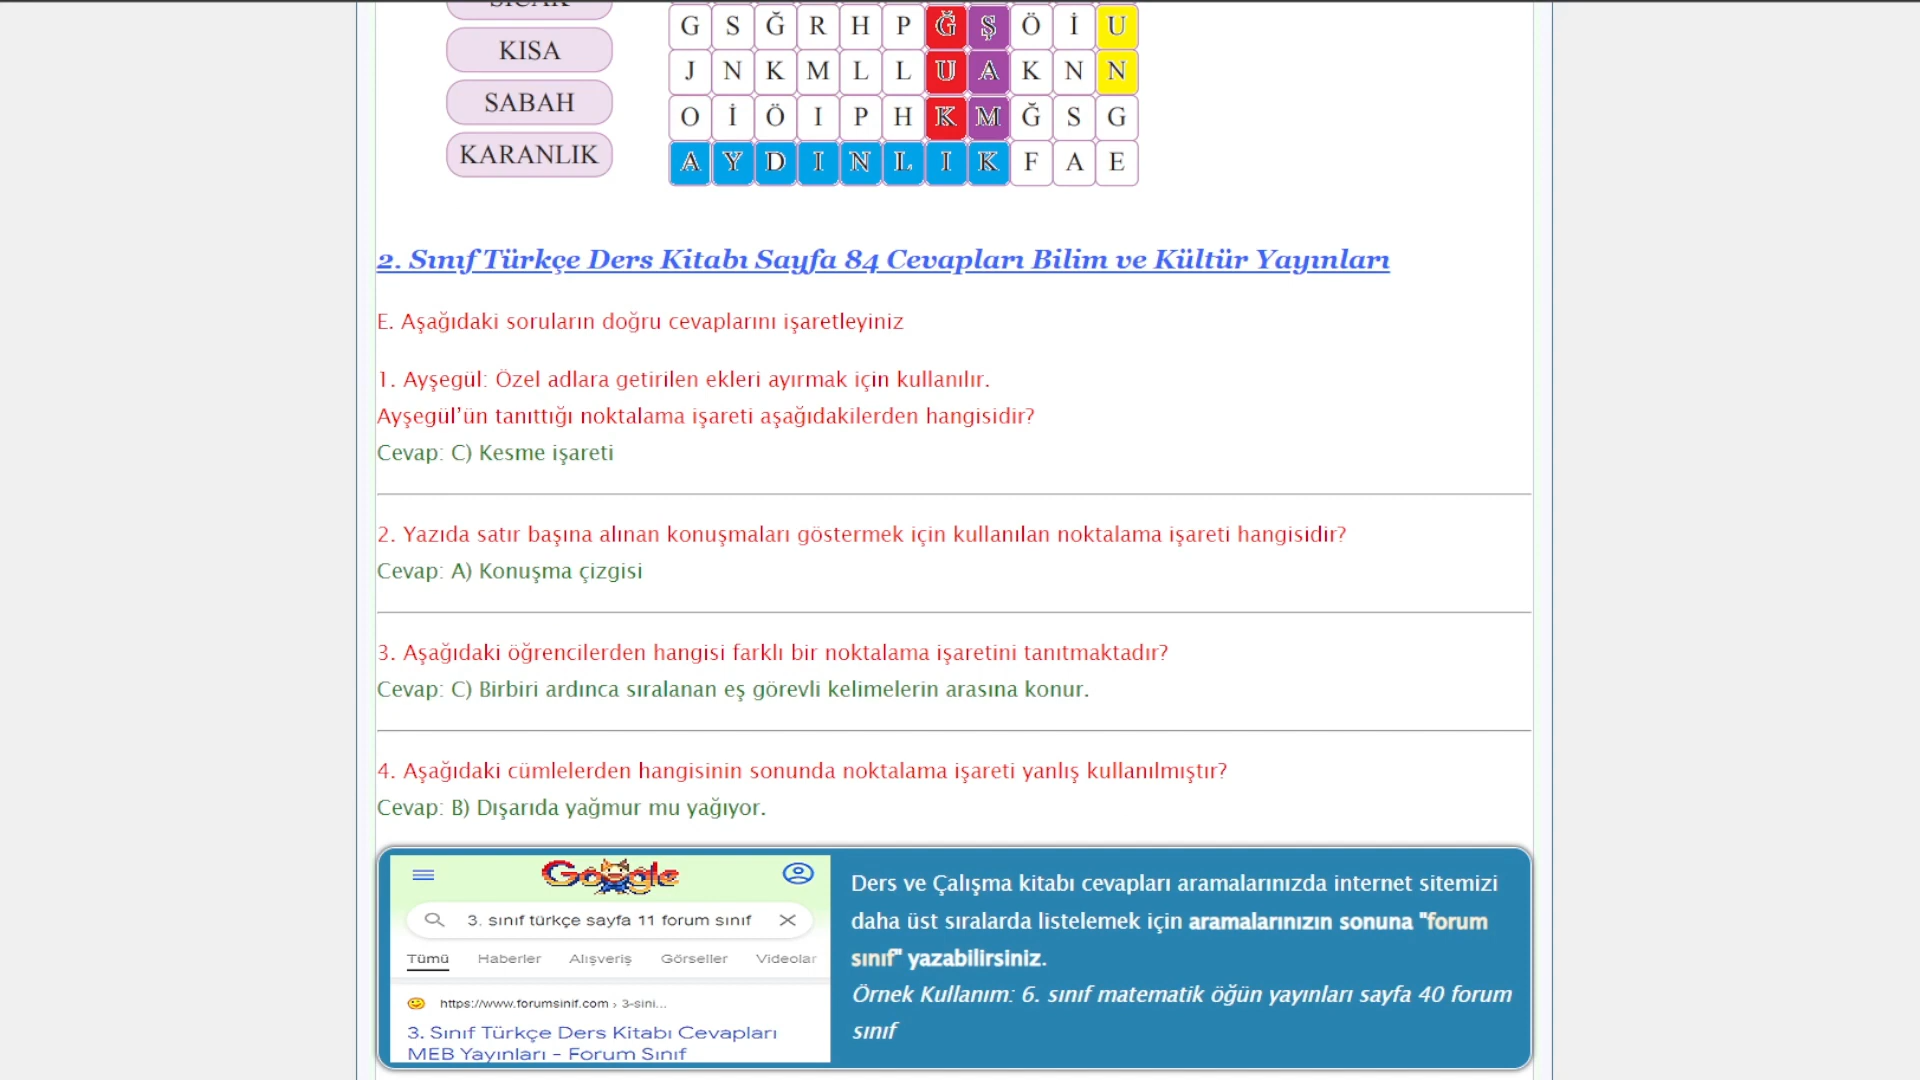 SICAK
KISA
SABAH
KARANLIK
G S Ğ R H P Ğ Ş Ö İ U
J N K M L L U A K N N
O İ Ö I P H K M Ğ S G
A Y D I N L I K F A E
2. Sınıf Türkçe Ders Kitabı Sayfa 84 Cevapları Bilim ve Kültür Yayınları
E. Aşağıdaki soruların doğru cevaplarını işaretleyiniz
1. Ayşegül: Özel adlara getirilen ekleri ayırmak için kullanılır.
Ayşegül’ün tanıttığı noktalama işareti aşağıdakilerden hangisidir?
Cevap: C) Kesme işareti
2. Yazıda satır başına alınan konuşmaları göstermek için kullanılan noktalama işareti hangisidir?
Cevap: A) Konuşma çizgisi
3. Aşağıdaki öğrencilerden hangisi farklı bir noktalama işaretini tanıtmaktadır?
Cevap: C) Birbiri ardınca sıralanan eş görevli kelimelerin arasına konur.
4. Aşağıdaki cümlelerden hangisinin sonunda noktalama işareti yanlış kullanılmıştır?
Cevap: B) Dışarıda yağmur mu yağıyor.
Google
3. sınıf türkçe sayfa 11 forum sınıf
Tümü Haberler Alışveriş Görseller Videolar
https://www.forumsinif.com › 3-sini...
3. Sınıf Türkçe Ders Kitabı Cevapları
MEB Yayınları - Forum Sınıf
Ders ve Çalışma kitabı cevapları aramalarınızda internet sitemizi
daha üst sıralarda listelemek için aramalarınızın sonuna "forum
sınıf" yazabilirsiniz.
Örnek Kullanım: 6. sınıf matematik öğün yayınları sayfa 40 forum
sınıf